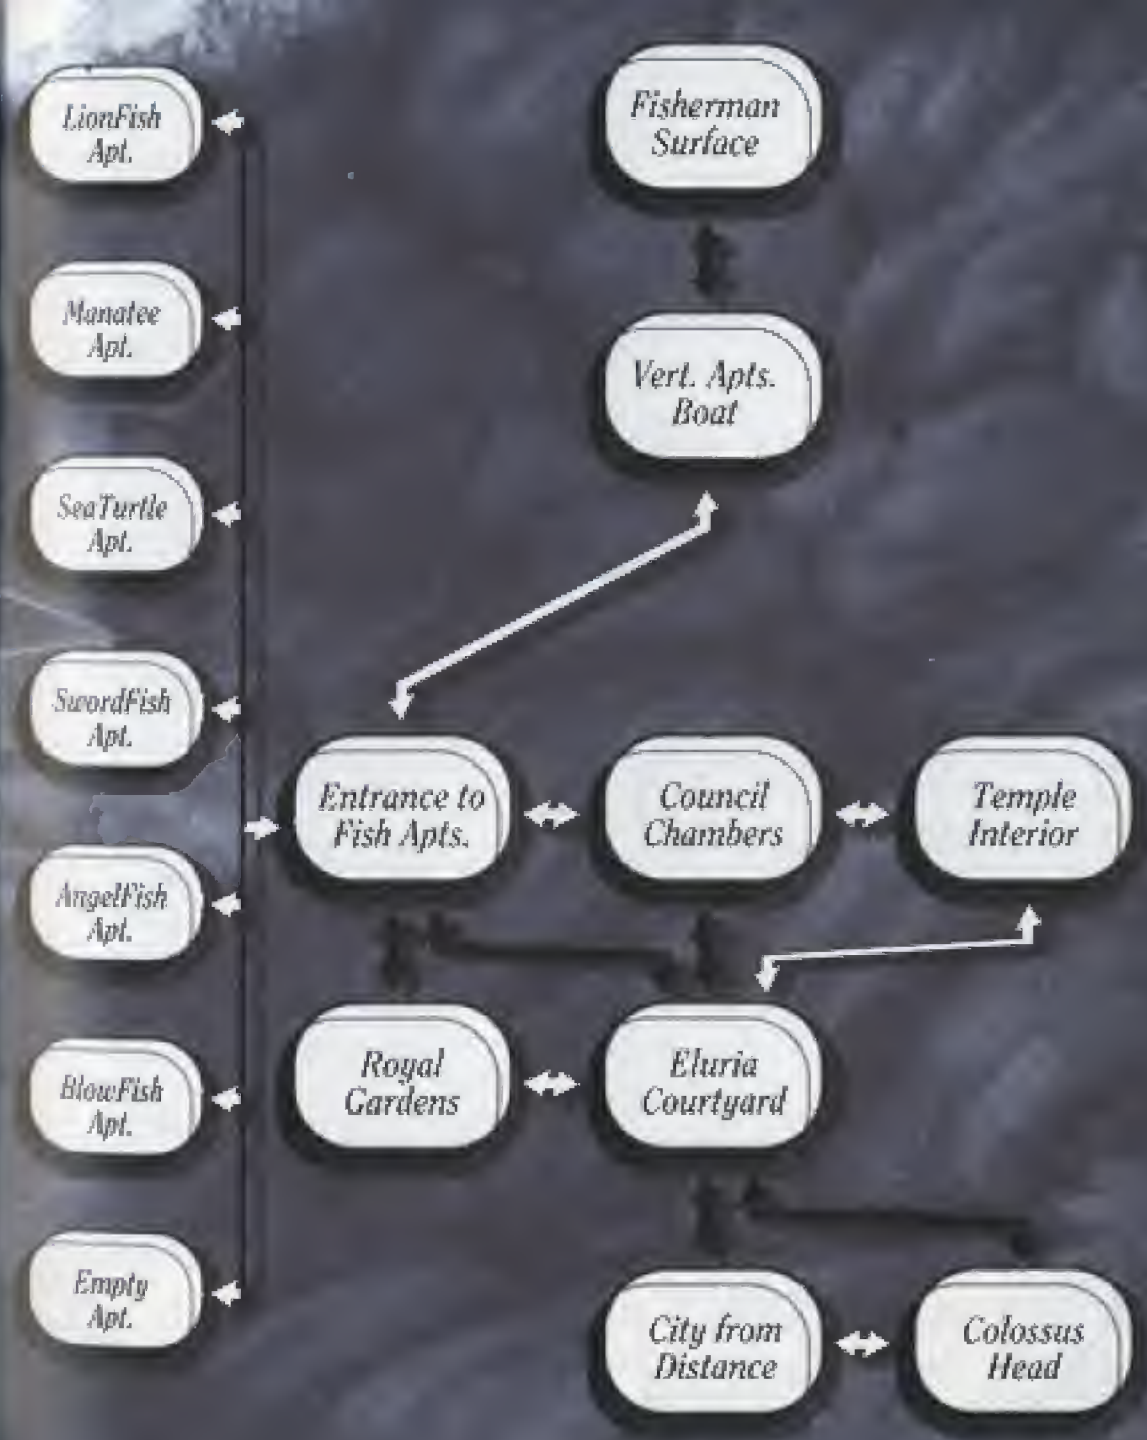 LionFish
Apt.
Manatee
Apt.
SeaTurtle
Apt.
SwordFish
Apt.
AngelFish
Apt.
BlowFish
Apt.
Empty
Apt.
Fisherman
Surface
Vert. Apts.
Boat
Entrance to
Fish Apts.
Council
Chambers
Temple
Interior
Royal
Gardens
Eluria
Courtyard
City from
Distance
Colossus
Head